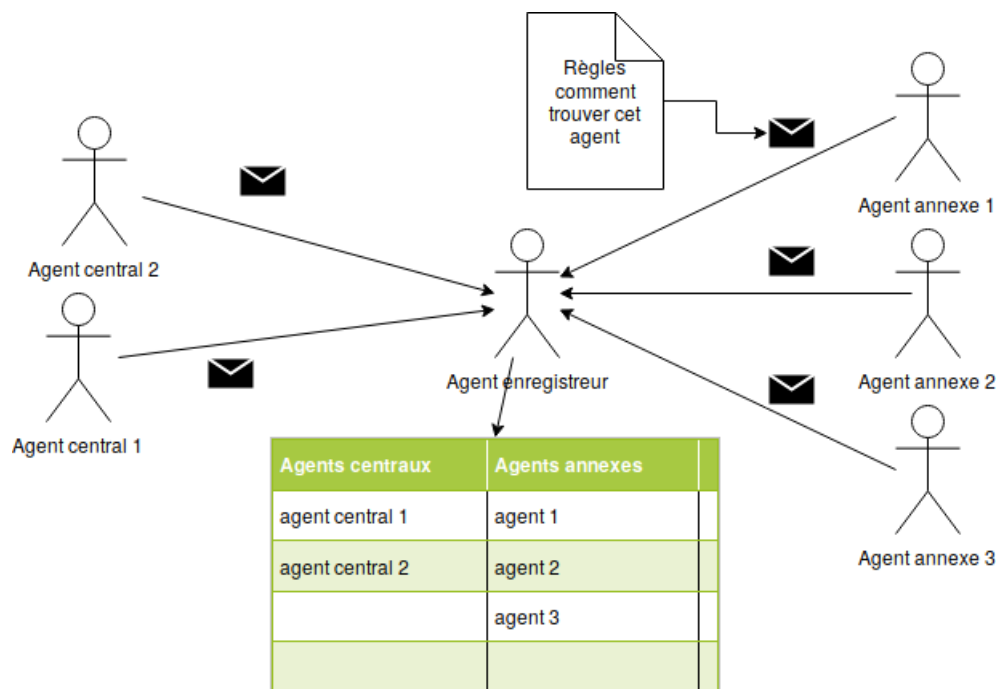 Règles
comment
trouver cet
agent
Agent annexe 1
Agent central 2
Agent enregistreur
Agent annexe 2
Agent central 1
Agents centraux
Agents annexes
agent central 1
agent 1
agent central 2
agent 2
agent 3
Agent annexe 3